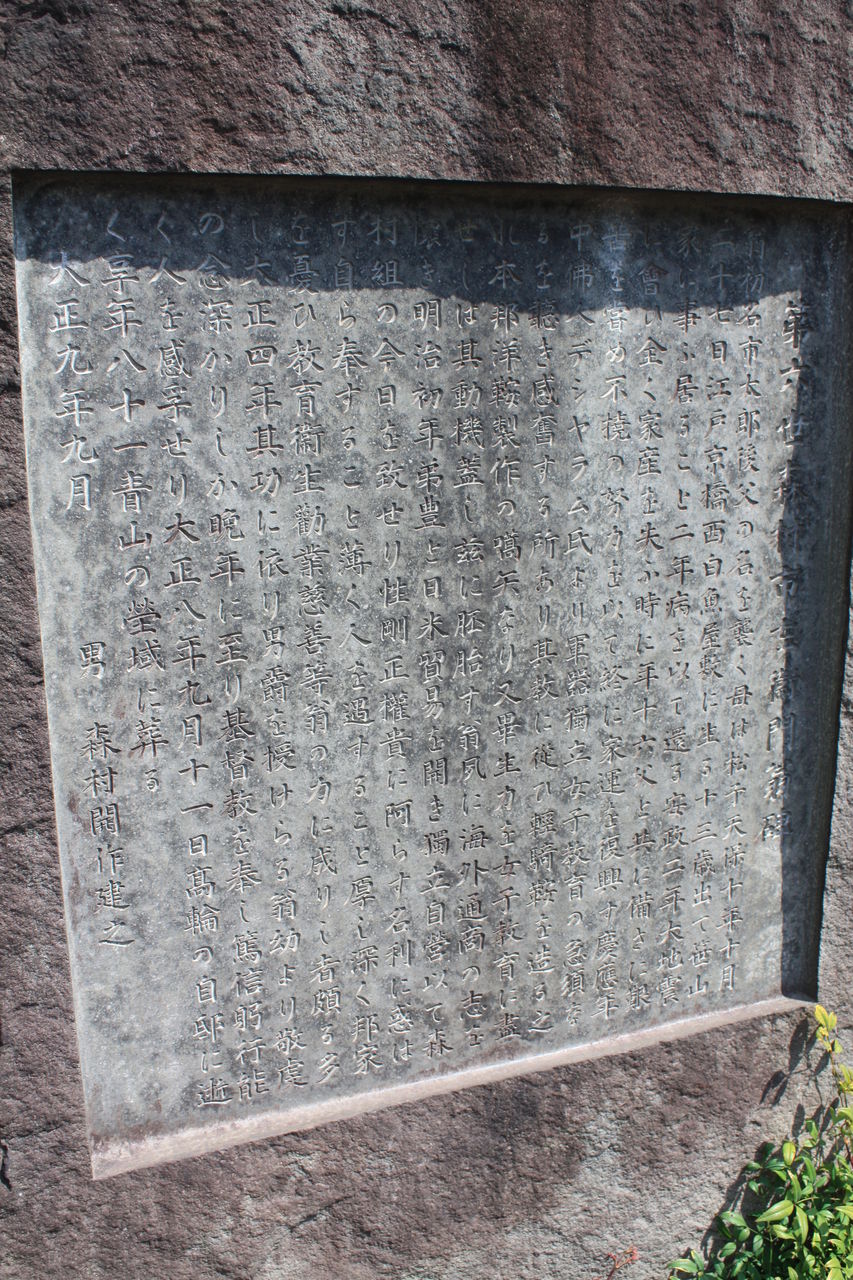 第六世森村市左衛門翁碑
翁初名市太郎後父の名を襲く母は松子天保十年十月
二十七日江戸京橋西白魚屋敷に生る十三歳出て笹山
家に事ふ居ること二年病を以て還る安政二年大地震
に會ひ全く家産を失ふ時に年十六父と共に備さに艱
苦を嘗め不撓の努力を以て終に家運を復興す慶應年
中佛人デシヤラム氏より軍器獨立女子教育の急須な
るを聽き感奮する所あり其教に從ひ輕騎鞍を造る之
れ本邦洋鞍製作の嚆矢なり又畢生力を女子教育に盡
せしは其動機蓋し茲に胚胎す翁夙に海外通商の志を
懐き明治初年弟豊と日米貿易を開き獨立自營以て森
村組の今日を致せり性剛正權貴に阿らす名利に惑は
す自ら奉すること薄く人を遇すること厚し深く邦家
を憂ひ教育衛生勸業慈善等翁の力に成りし者頗る多
し大正四年其功に依り男爵を授けらる翁幼より敬虔
の念深かりしか晩年に至り基督教を奉し篤信躬行能
く人を感孚せり大正八年九月十一日高輪の自邸に逝
く享年八十一青山の塋域に葬る
大正九年九月
男 森村開作建之